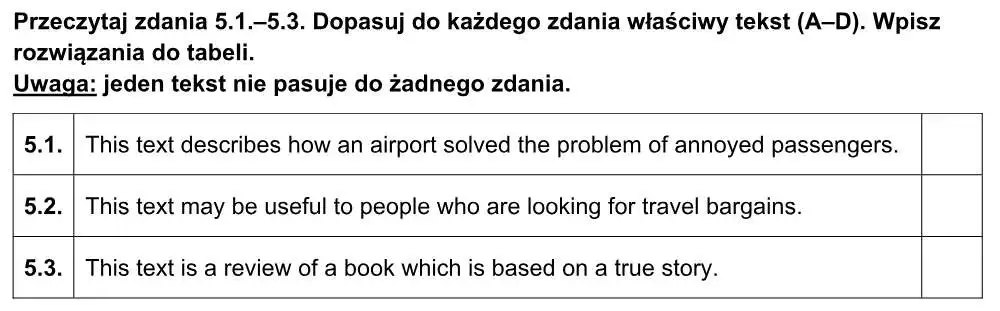 Przeczytaj zdania 5.1.–5.3. Dopasuj do każdego zdania właściwy tekst (A–D). Wpisz
rozwiązania do tabeli.
Uwaga: jeden tekst nie pasuje do żadnego zdania.
5.1. This text describes how an airport solved the problem of annoyed passengers.
5.2. This text may be useful to people who are looking for travel bargains.
5.3. This text is a review of a book which is based on a true story.